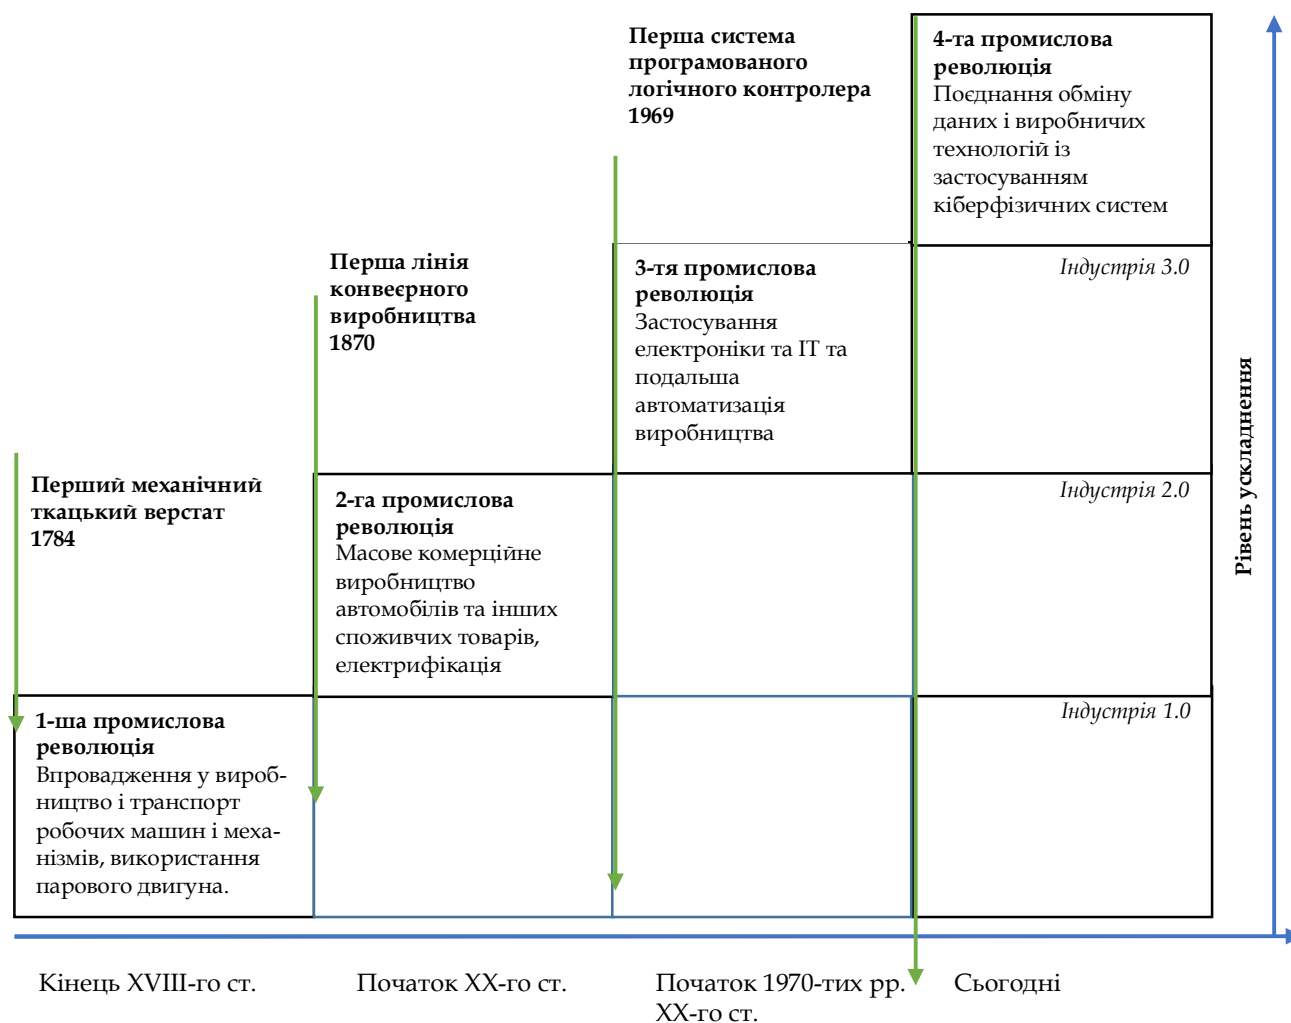 Перша система
програмованого
логічного контролера
1969
4-та промислова
революція
Поєднання обміну
даних і виробничих
технологій із
застосуванням
кіберфізичних систем
Перша лінія
конвеєрного
виробництва
1870
3-тя промислова
революція
Застосування
електроніки та ІТ та
подальша
автоматизація
виробництва
Індустрія 3.0
Перший механічний
ткацький верстат
1784
2-га промислова
революція
Масове комерційне
виробництво
автомобілів та інших
споживчих товарів,
електрифікація
Індустрія 2.0
Рівень ускладнення
1-ша промислова
революція
Впровадження у вироб-
ництво і транспорт
робочих машин і меха-
нізмів, використання
парового двигуна.
Індустрія 1.0
Кінець XVIII-го ст.
Початок XX-го ст.
Початок 1970-тих рр.
XX-го ст.
Сьогодні